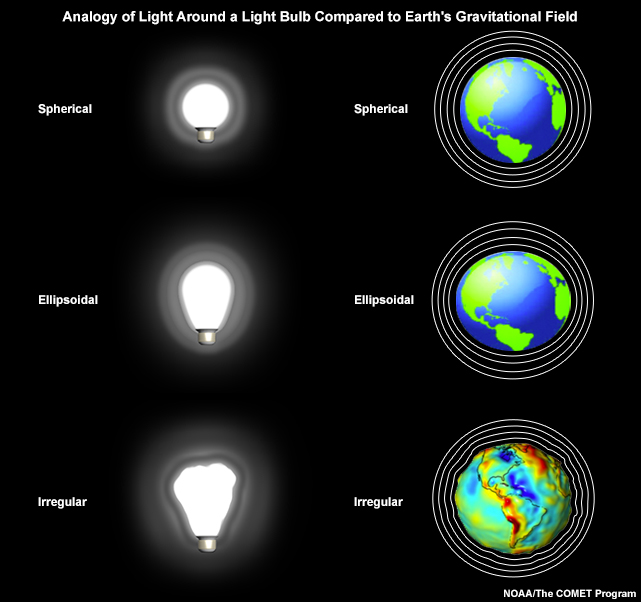 Analogy of Light Around a Light Bulb Compared to Earth's Gravitational Field
Spherical
Spherical
Ellipsoidal
Ellipsoidal
Irregular
Irregular
NOAA/The COMET Program